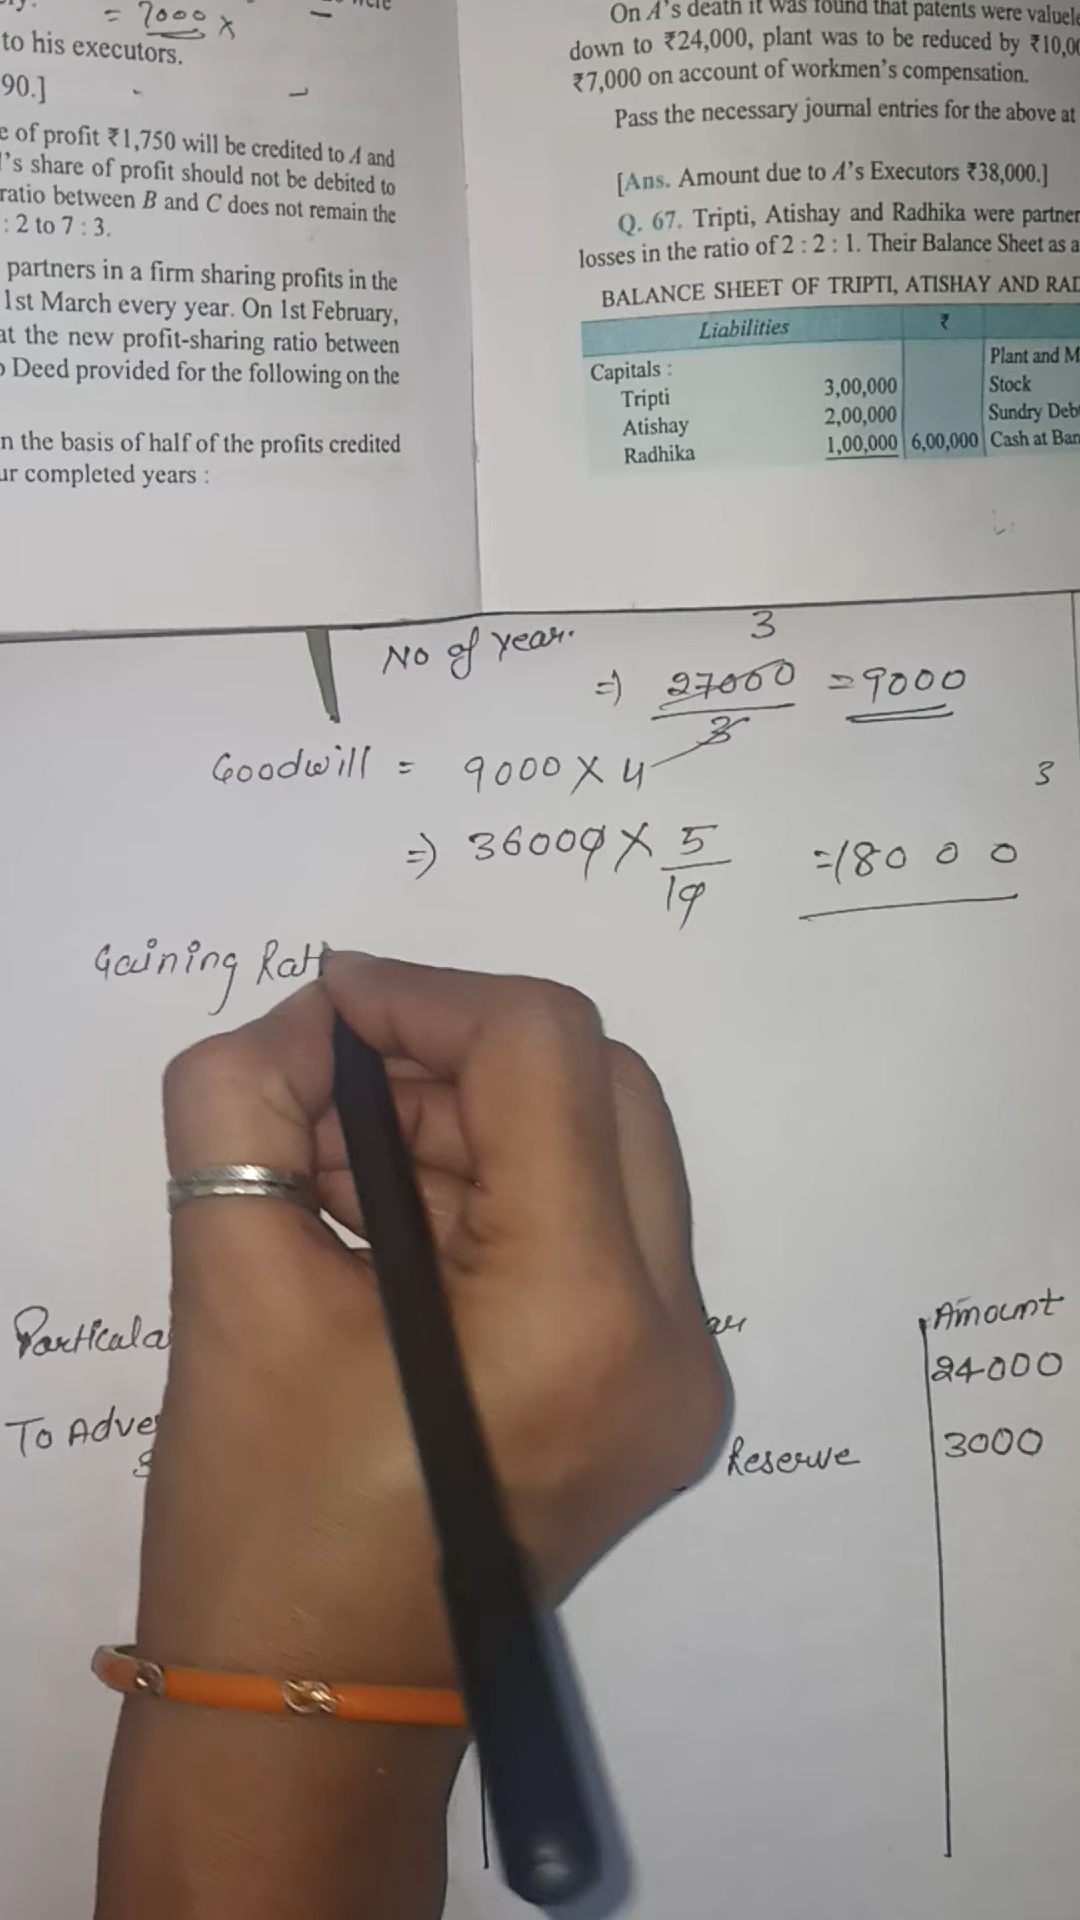 = 7000 x
to his executors.
90.]
e of profit ₹1,750 will be credited to A and
's share of profit should not be debited to
ratio between B and C does not remain the
: 2 to 7 : 3.
partners in a firm sharing profits in the
1st March every year. On 1st February,
at the new profit-sharing ratio between
Deed provided for the following on the
n the basis of half of the profits credited
ur completed years :
On A's death it was found that patents were
down to ₹24,000, plant was to be reduced by ₹10,00
₹7,000 on account of workmen's compensation.
Pass the necessary journal entries for the above at
[Ans. Amount due to A's Executors ₹38,000.]
Q. 67. Tripti, Atishay and Radhika were partner
losses in the ratio of 2 : 2 : 1. Their Balance Sheet as a
BALANCE SHEET OF TRIPTI, ATISHAY AND RAD
Liabilities ₹
Capitals : Plant and M
Tripti 3,00,000 Stock
Atishay 2,00,000 Sundry Deb
Radhika 1,00,000 6,00,000 Cash at Ban
No of year. 3
=) 27000 = 9000
3
Goodwill = 9000 X 4
3
=) 36000 X 5 = 18000
10
Gaining Rati
Particula Amount
24000
To Adve Reserve 3000